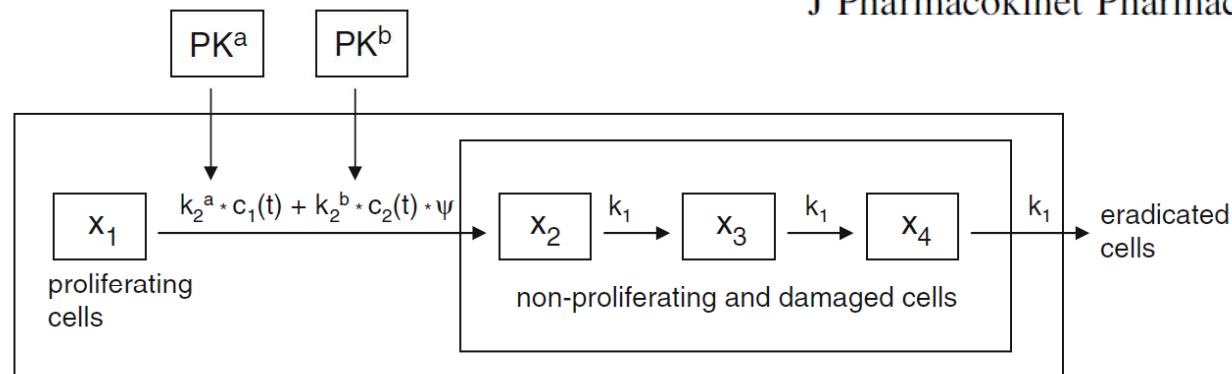 J Pharmacokinet Pharmac
PKᵃ PKᵇ
k₂ᵃ * c₁(t) + k₂ᵇ * c₂(t) * ψ
x₁ x₂ k₁ x₃ k₁ x₄ k₁ eradicated
cells
proliferating
cells
non-proliferating and damaged cells